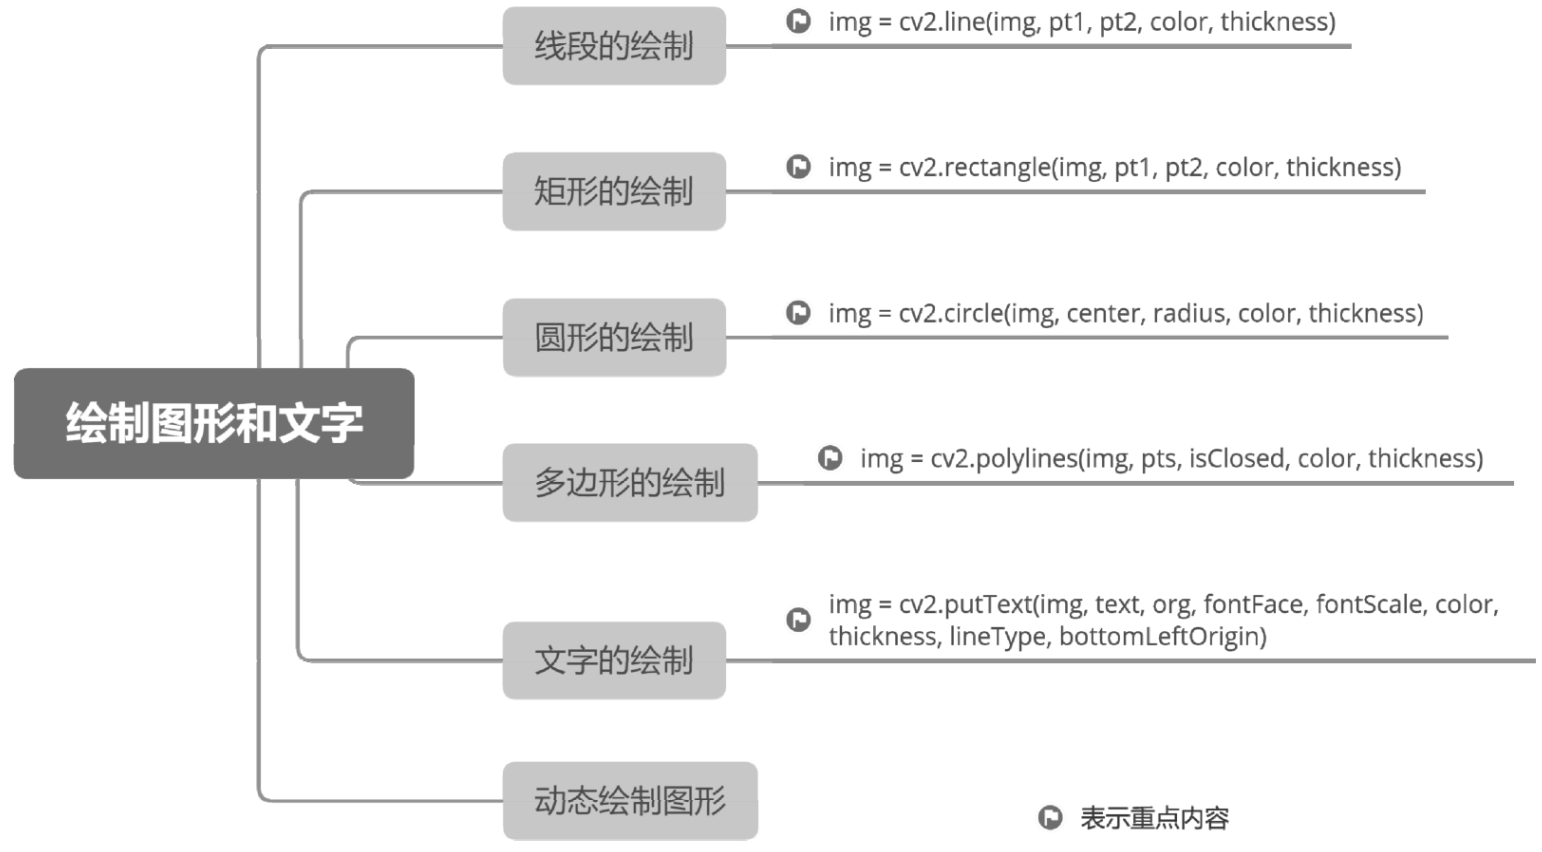 线段的绘制
img = cv2.line(img, pt1, pt2, color, thickness)
矩形的绘制
img = cv2.rectangle(img, pt1, pt2, color, thickness)
圆形的绘制
img = cv2.circle(img, center, radius, color, thickness)
绘制图形和文字
多边形的绘制
img = cv2.polylines(img, pts, isClosed, color, thickness)
文字的绘制
img = cv2.putText(img, text, org, fontFace, fontScale, color,
thickness, lineType, bottomLeftOrigin)
动态绘制图形
表示重点内容